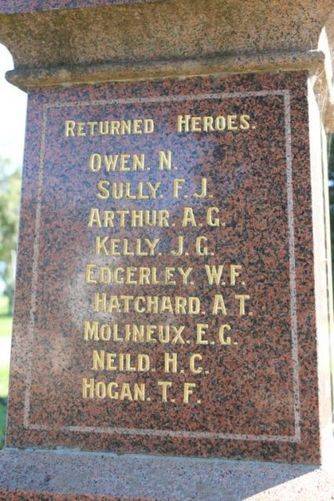 RETURNED HEROES.
OWEN. N.
SULLY. F. J.
ARTHUR. A. G.
KELLY. J. G.
EDGERLEY. W. F.
HATCHARD. A T.
MOLINEUX. E. G.
NEILD. H. C.
HOGAN. T. F.